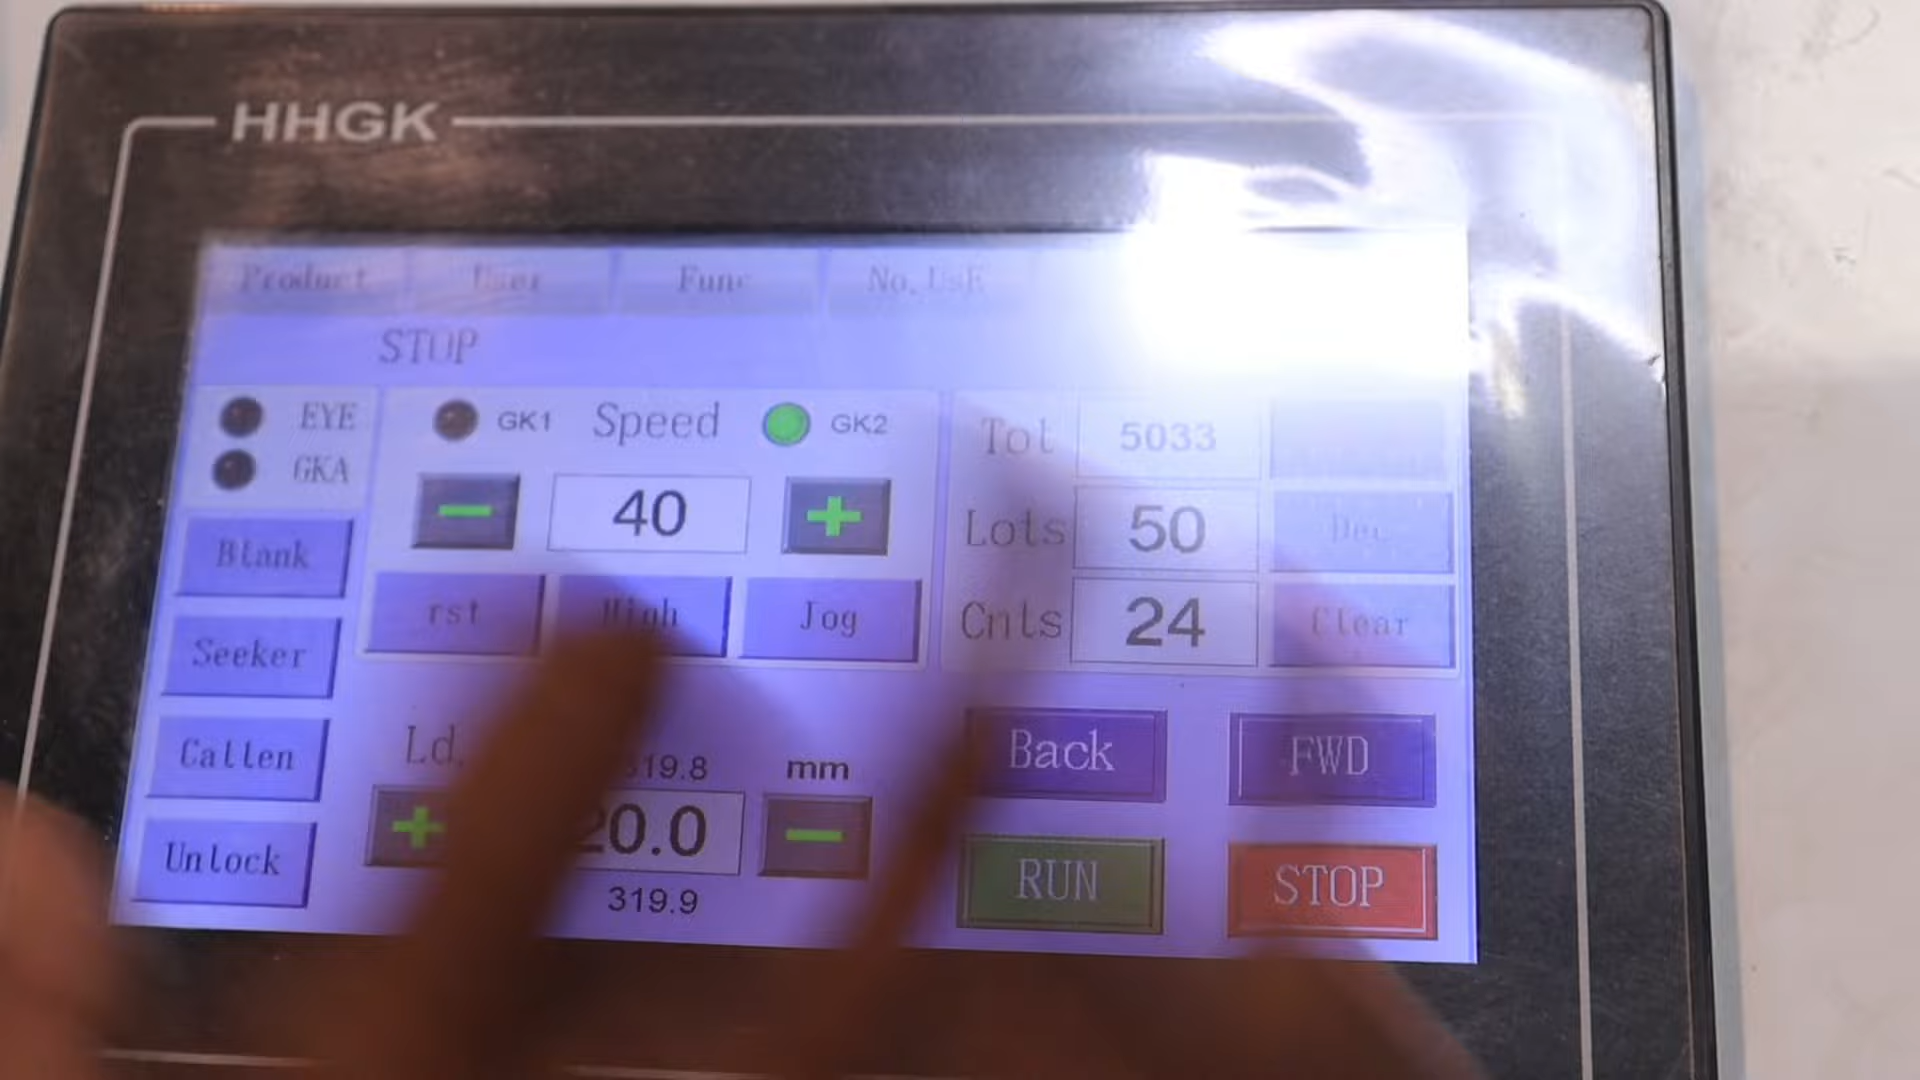 HHGK
Product User Func No.UsE
STOP
EYE GK1 Speed GK2 Tot 5033
GKA
- 40 + Lots 50 Dec
Blank
rst High Jog Cnts 24 Clear
Seeker
Ld. 319.8 mm Back FWD
Callen
+ 20.0 -
Unlock RUN STOP
319.9